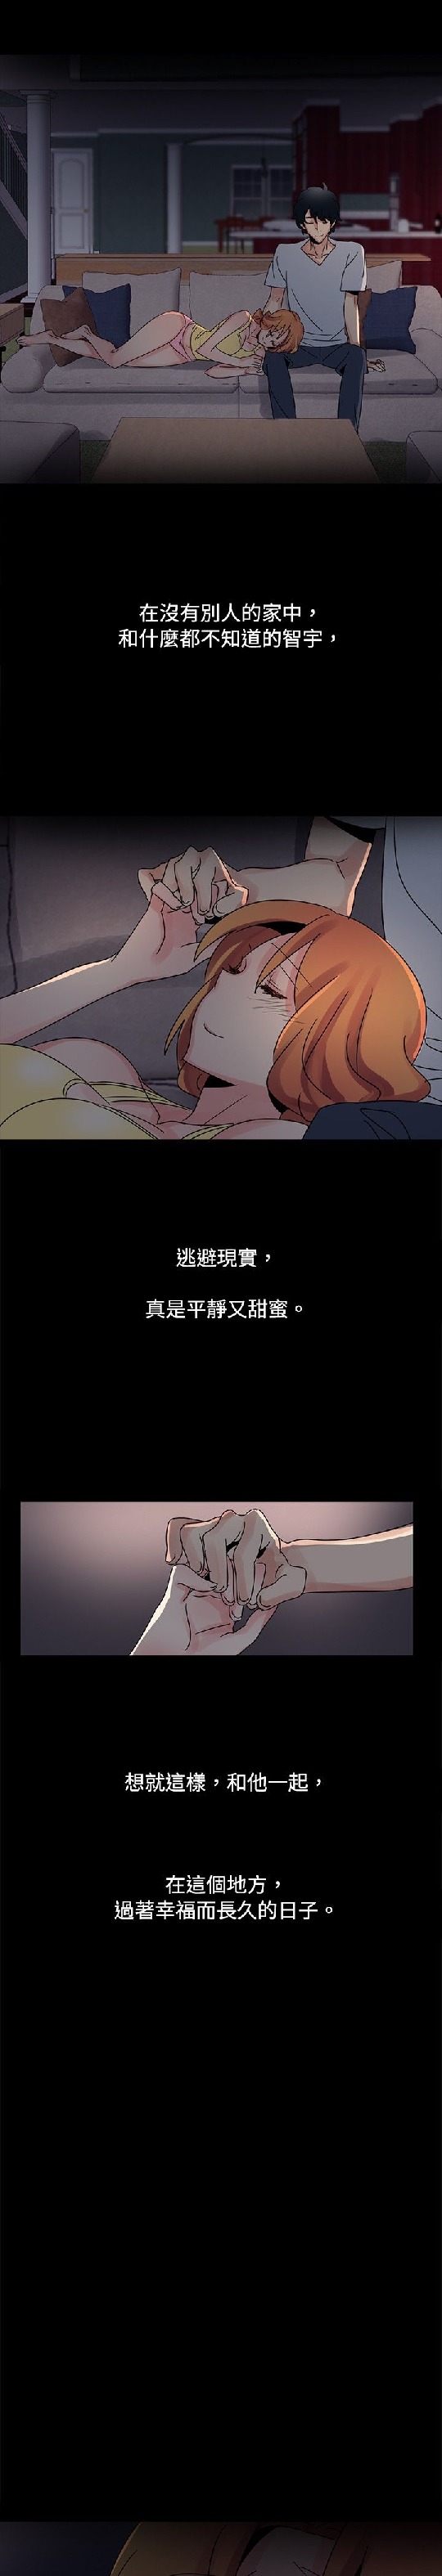 在沒有別人的家中，
和什麼都不知道的智宇，
逃避現實，
真是平靜又甜蜜。
想就這樣，和他一起，
在這個地方，
過著幸福而長久的日子。